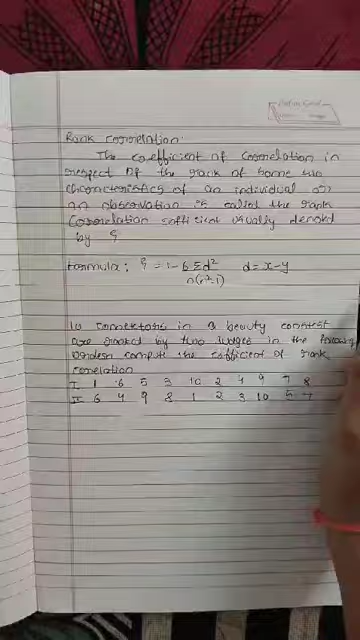 Rank Correlation
The coefficient of Correlation in
respect of the rank of some two
characteristics of an individual or
an observation is called the rank
Correlation coefficient usually denoted
by ρ
Formula: ρ = 1 - 6Σd² / n(n²-1) d = x-y
10 competitors in a beauty contest
are ranked by two judges in the following
compute the coefficient of rank
correlation
I 1 6 5 3 10 2 4 9 7 8
II 6 4 9 8 1 2 3 10 5 7